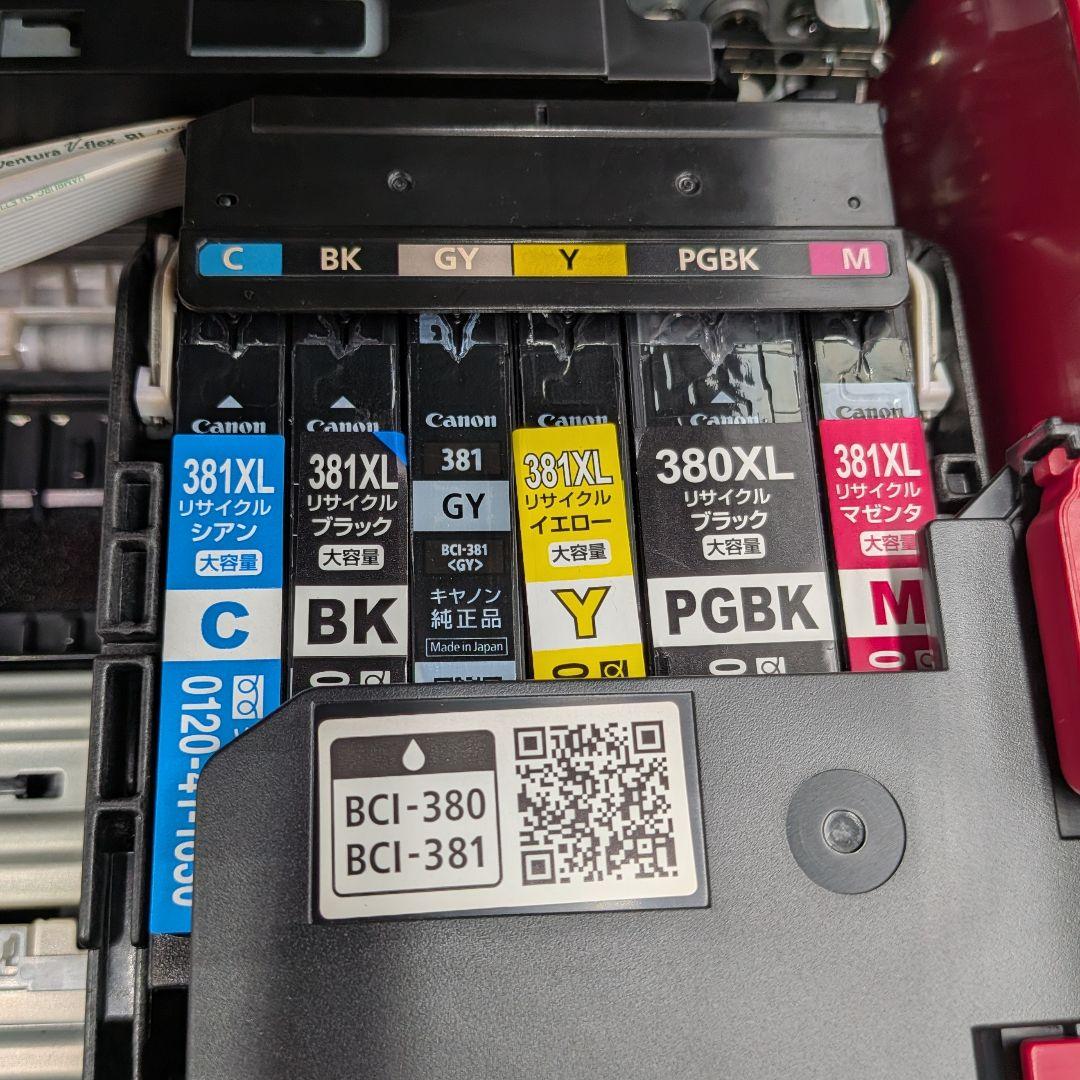 Ventura V-flex
C
BK
GY
Y
PGBK
M
Canon
381XL
リサイクル
シアン
大容量
C
Canon
381XL
リサイクル
ブラック
大容量
BK
Canon
381
GY
BCI-381
<GY>
キヤノン
純正品
Made in Japan
Canon
381XL
リサイクル
イエロー
大容量
Y
380XL
リサイクル
ブラック
大容量
PGBK
Canon
381XL
リサイクル
マゼンタ
大容量
M
BCI-380
BCI-381